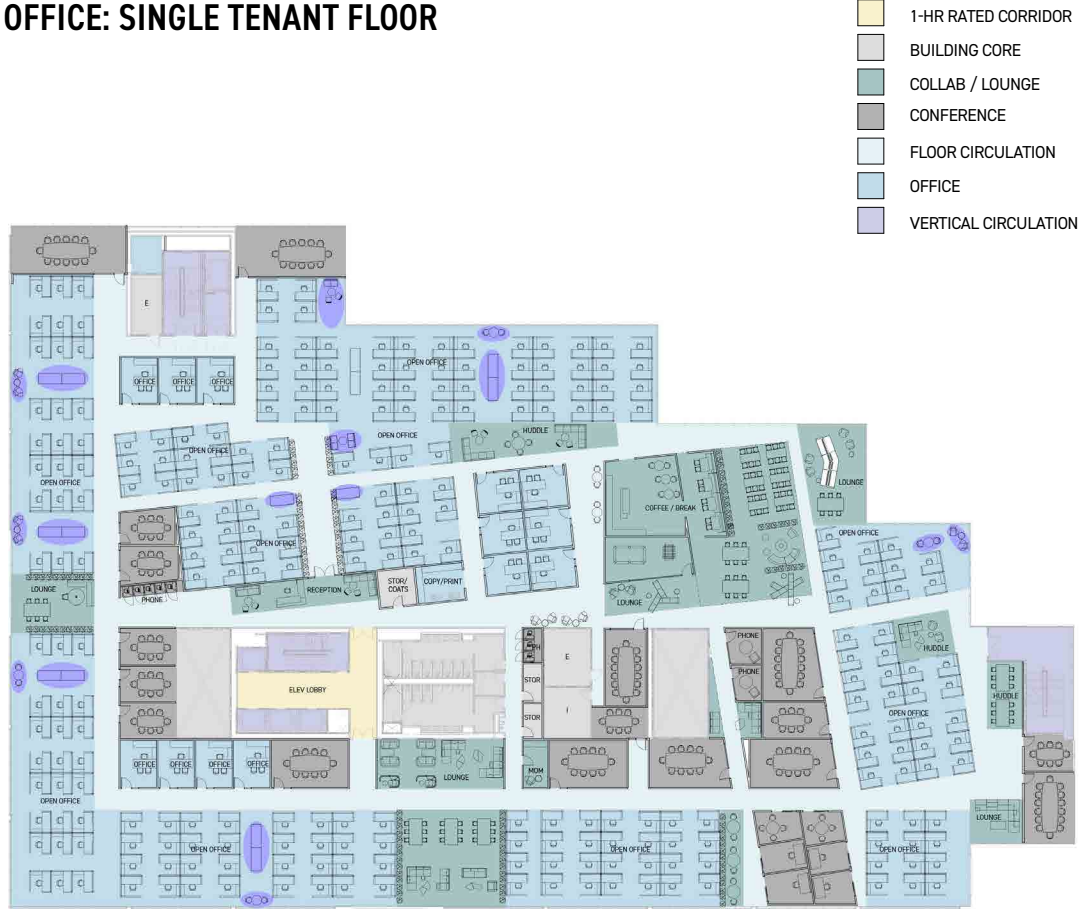 OFFICE: SINGLE TENANT FLOOR
1-HR RATED CORRIDOR
BUILDING CORE
COLLAB / LOUNGE
CONFERENCE
FLOOR CIRCULATION
OFFICE
VERTICAL CIRCULATION
E
OPEN OFFICE
OFFICE
OFFICE
OFFICE
HUDDLE
OPEN OFFICE
OPEN OFFICE
OPEN OFFICE
LOUNGE
COFFEE / BREAK
OPEN OFFICE
OPEN OFFICE
STOR/
COATS
COPY/PRINT
LOUNGE
RECEPTION
PHONE
LOUNGE
PH
E
PHONE
HUDDLE
PHONE
STOR
ELEV LOBBY
HUDDLE
OPEN OFFICE
STOR
I
OFFICE
OFFICE
OFFICE
OFFICE
LOUNGE
MOM
OPEN OFFICE
LOUNGE
OPEN OFFICE
OPEN OFFICE
OPEN OFFICE